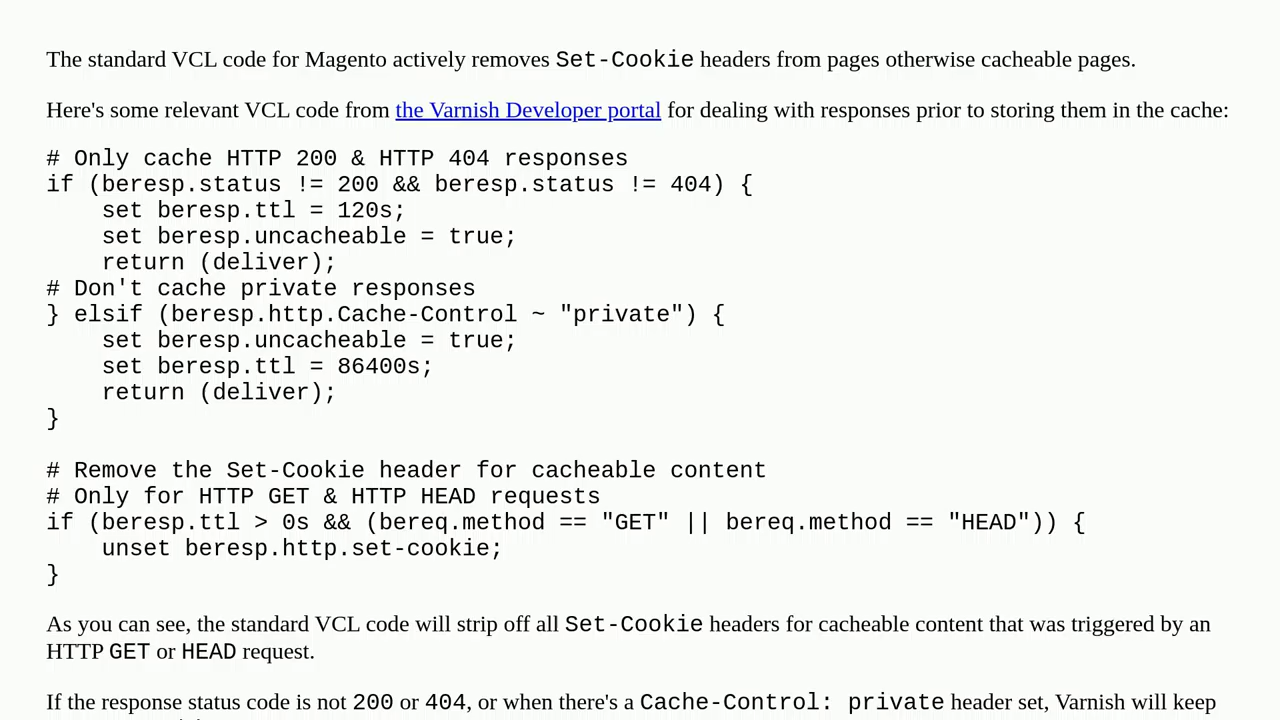 The standard VCL code for Magento actively removes Set-Cookie headers from pages otherwise cacheable pages.
Here's some relevant VCL code from the Varnish Developer portal for dealing with responses prior to storing them in the cache:
# Only cache HTTP 200 & HTTP 404 responses
if (beresp.status != 200 && beresp.status != 404) {
    set beresp.ttl = 120s;
    set beresp.uncacheable = true;
    return (deliver);
# Don't cache private responses
} elsif (beresp.http.Cache-Control ~ "private") {
    set beresp.uncacheable = true;
    set beresp.ttl = 86400s;
    return (deliver);
}
# Remove the Set-Cookie header for cacheable content
# Only for HTTP GET & HTTP HEAD requests
if (beresp.ttl > 0s && (bereq.method == "GET" || bereq.method == "HEAD")) {
    unset beresp.http.set-cookie;
}
As you can see, the standard VCL code will strip off all Set-Cookie headers for cacheable content that was triggered by an
HTTP GET or HEAD request.
If the response status code is not 200 or 404, or when there's a Cache-Control: private header set, Varnish will keep